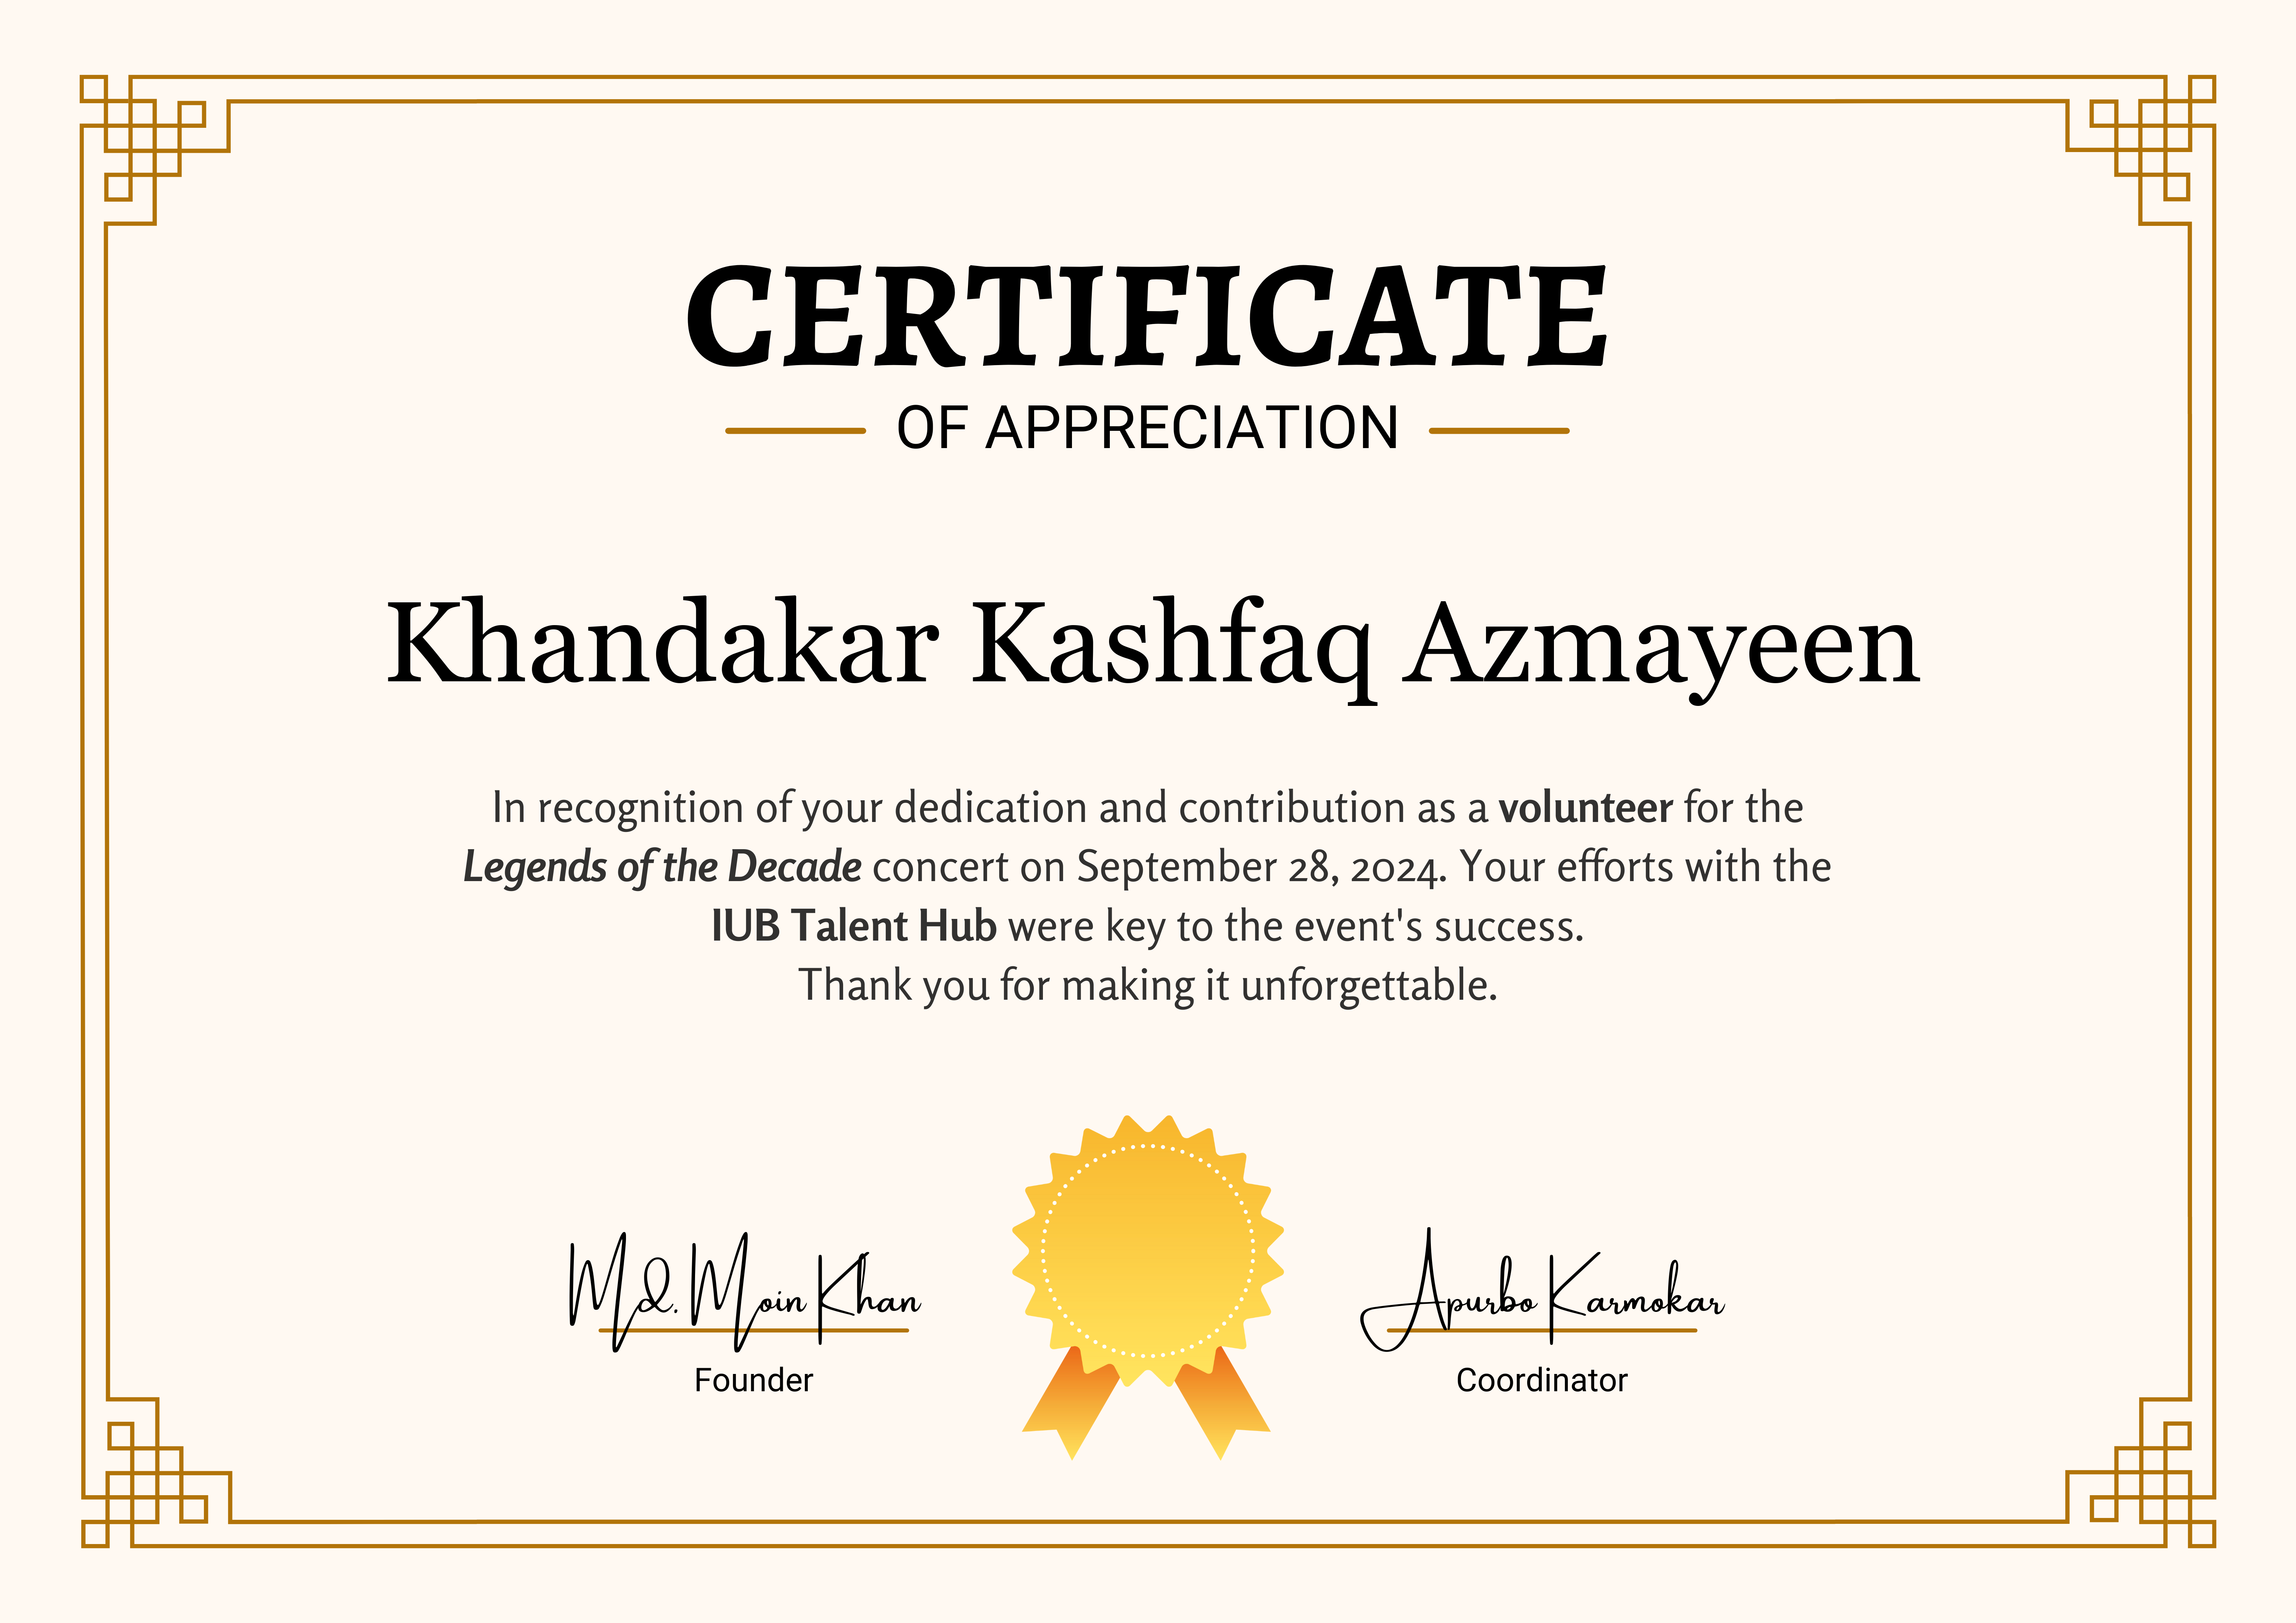 CERTIFICATE
OF APPRECIATION
Khandakar Kashfaq Azmayeen
In recognition of your dedication and contribution as a volunteer for the
Legends of the Decade concert on September 28, 2024. Your efforts with the
IUB Talent Hub were key to the event's success.
Thank you for making it unforgettable.
Md. Moin Khan
Founder
Apurbo Karmokar
Coordinator